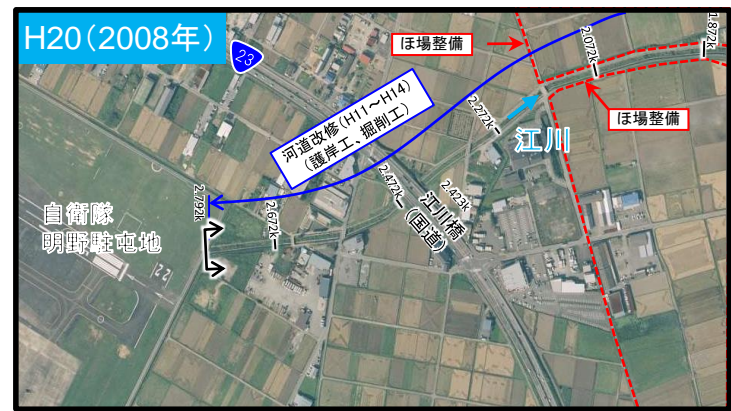 H20(2008年)
23
ほ場整備
2.072k
1.872k
河道改修(H11～H14)
(護岸工、掘削工)
2.272k
ほ場整備
江川
2.792k
2.472k
2.423k
江川橋
(国道)
自衛隊
明野駐屯地
2.672k
22